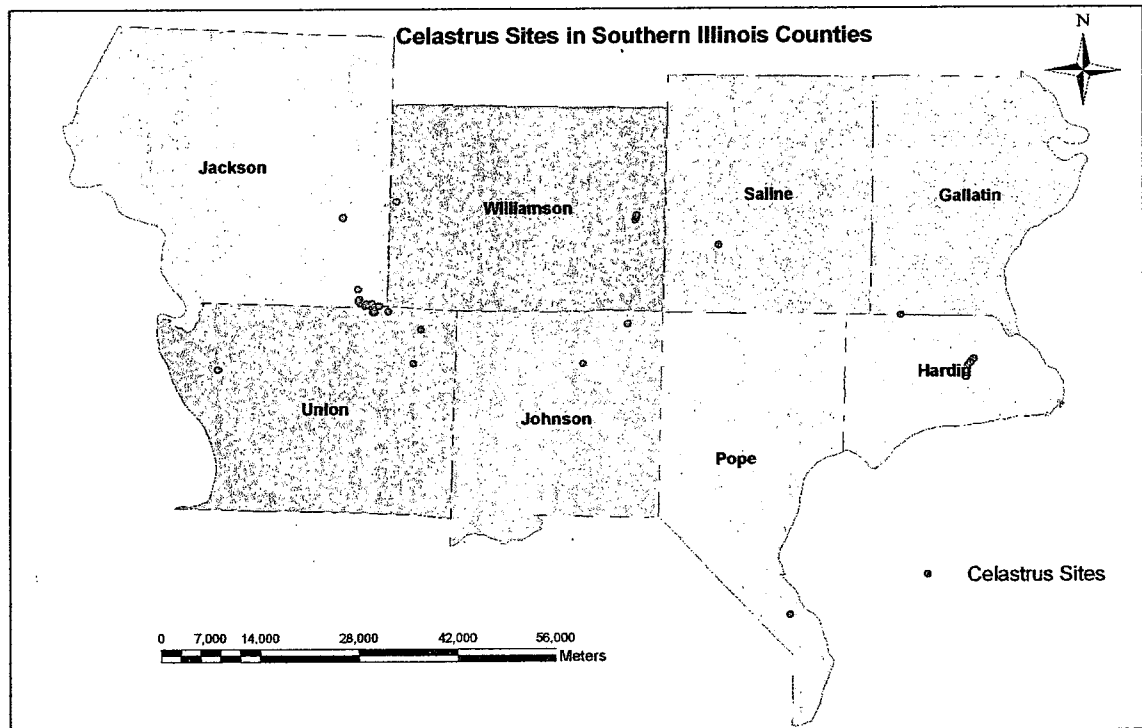 Celastrus Sites in Southern Illinois Counties
N
Jackson
Williamson
Saline
Gallatin
Union
Johnson
Pope
Hardin
Celastrus Sites
0 7,000 14,000 28,000 42,000 56,000
Meters